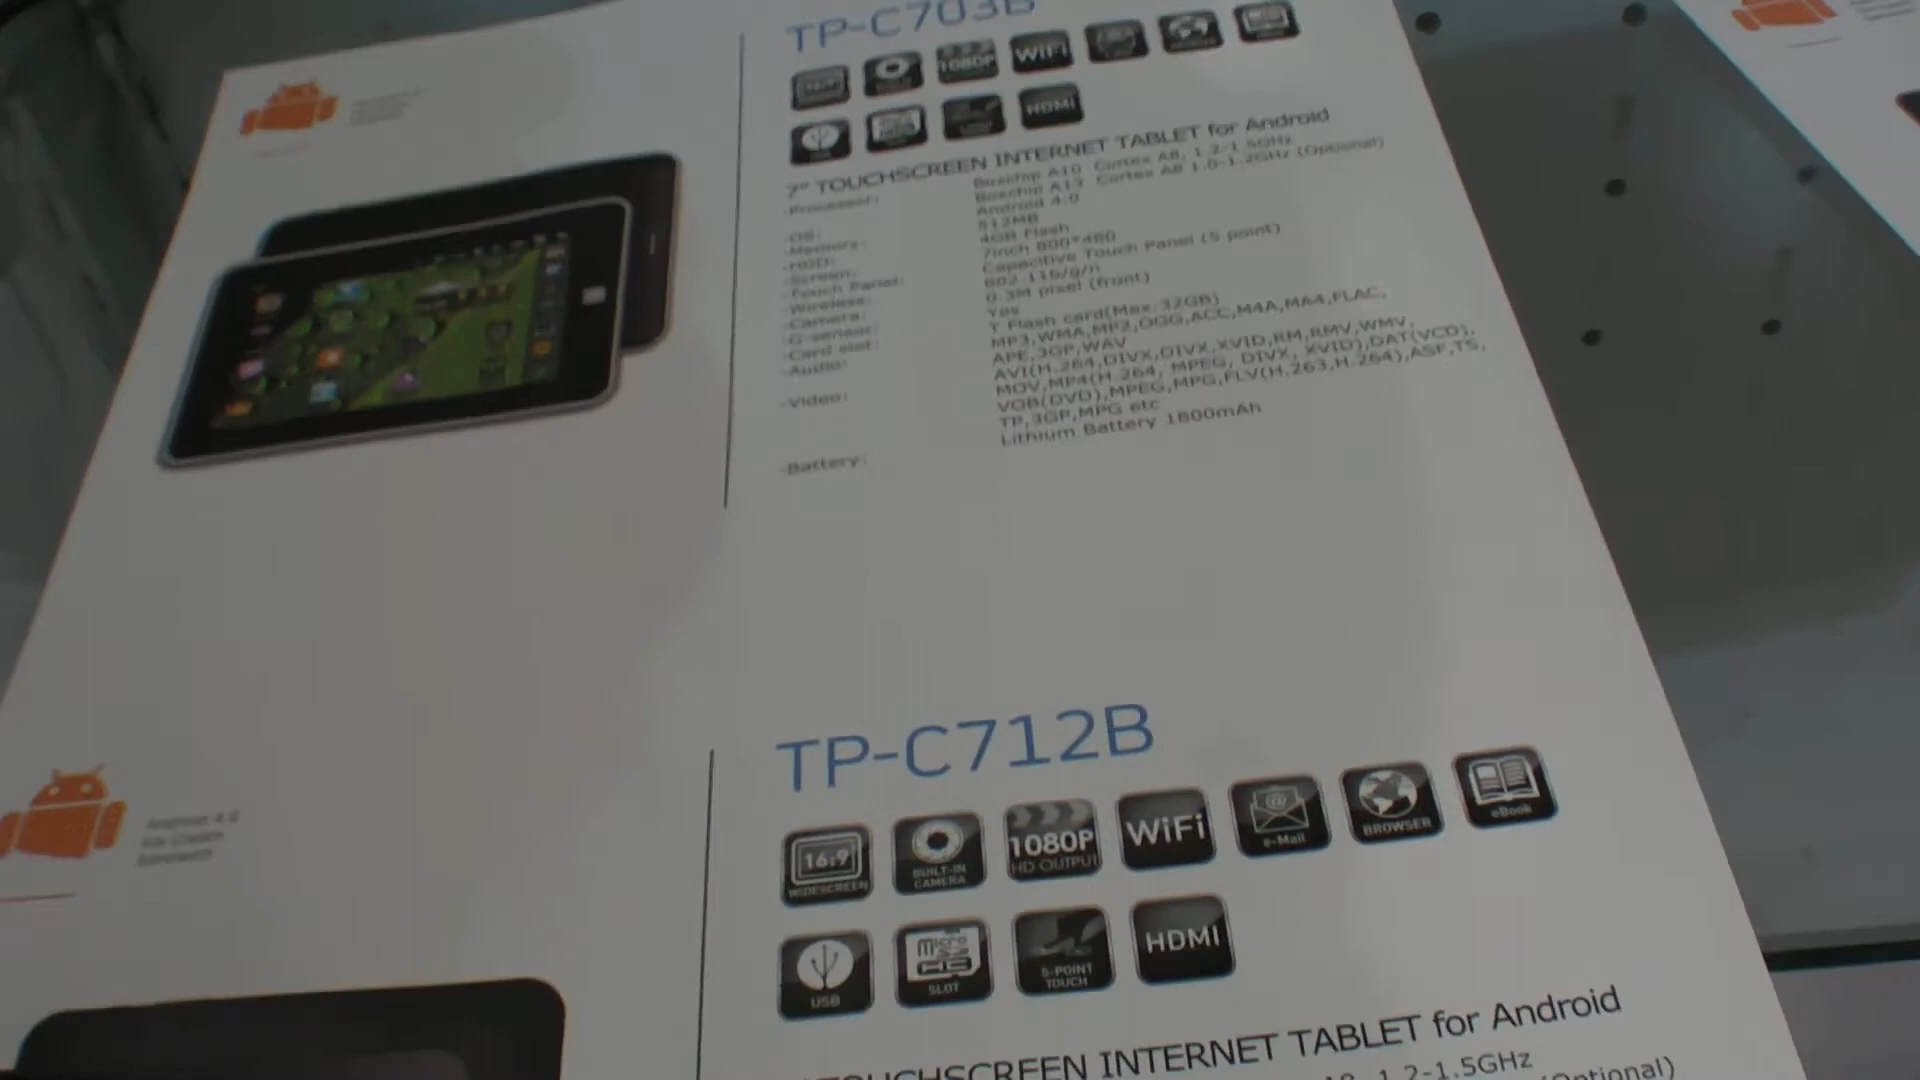 TP-C703B
1080P
WiFi
HDMI
7" TOUCHSCREEN INTERNET TABLET for Android
-Processor:
Boxchip A10 Cortex A8, 1.2-1.5GHz
Boxchip A13 Cortex A8 1.0-1.2GHz (Optional)
-OS:
Android 4.0
-Memory:
512MB
-HDD:
4GB Flash
-Screen:
7inch 800*480
-Touch Panel:
Capacitive Touch Panel (5 point)
-Wireless:
802.11b/g/n
-Camera:
0.3M pixel (front)
-G-sensor:
Yes
-Card slot:
T Flash card(Max:32GB)
-Audio:
MP3,WMA,MP2,OGG,ACC,M4A,MA4,FLAC,
APE,3GP,WAV
-Video:
AVI(H.264,DIVX,DIVX,XVID,RM,RMV,WMV,
MOV,MP4(H.264, MPEG, DIVX, XVID),DAT(VCD),
VOB(DVD),MPEG,MPG,FLV(H.263,H.264),ASF,TS,
TP,3GP,MPG etc
-Battery:
Lithium Battery 1800mAh
Android 4.0
TP-C712B
16:9
WIDESCREEN
BUILT-IN
CAMERA
1080P
HD OUTPUT
WiFi
e-Mail
BROWSER
eBook
USB
micro
SLOT
5-POINT
TOUCH
HDMI
TOUCHSCREEN INTERNET TABLET for Android
A8, 1.2-1.5GHz
(Optional)